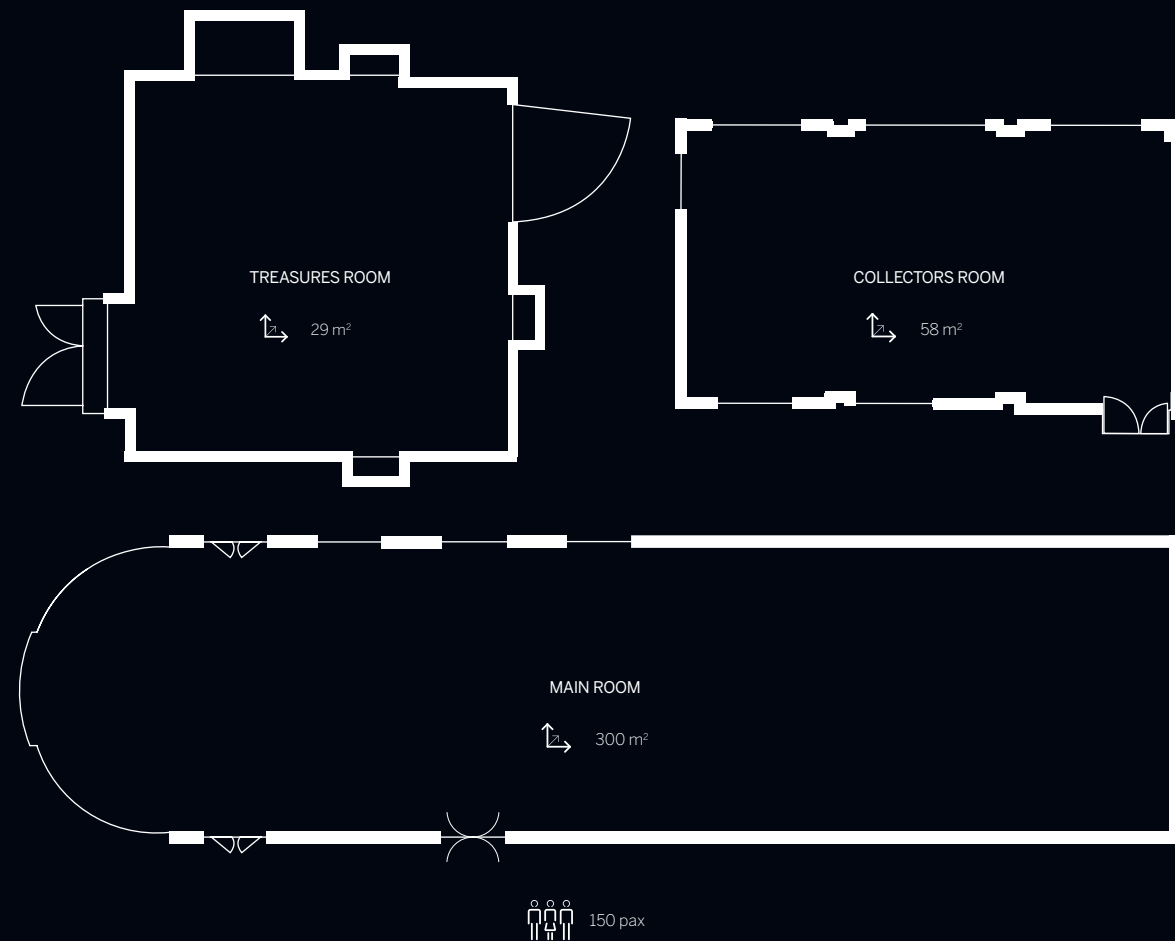 TREASURES ROOM
29 m²
COLLECTORS ROOM
58 m²
MAIN ROOM
300 m²
150 pax